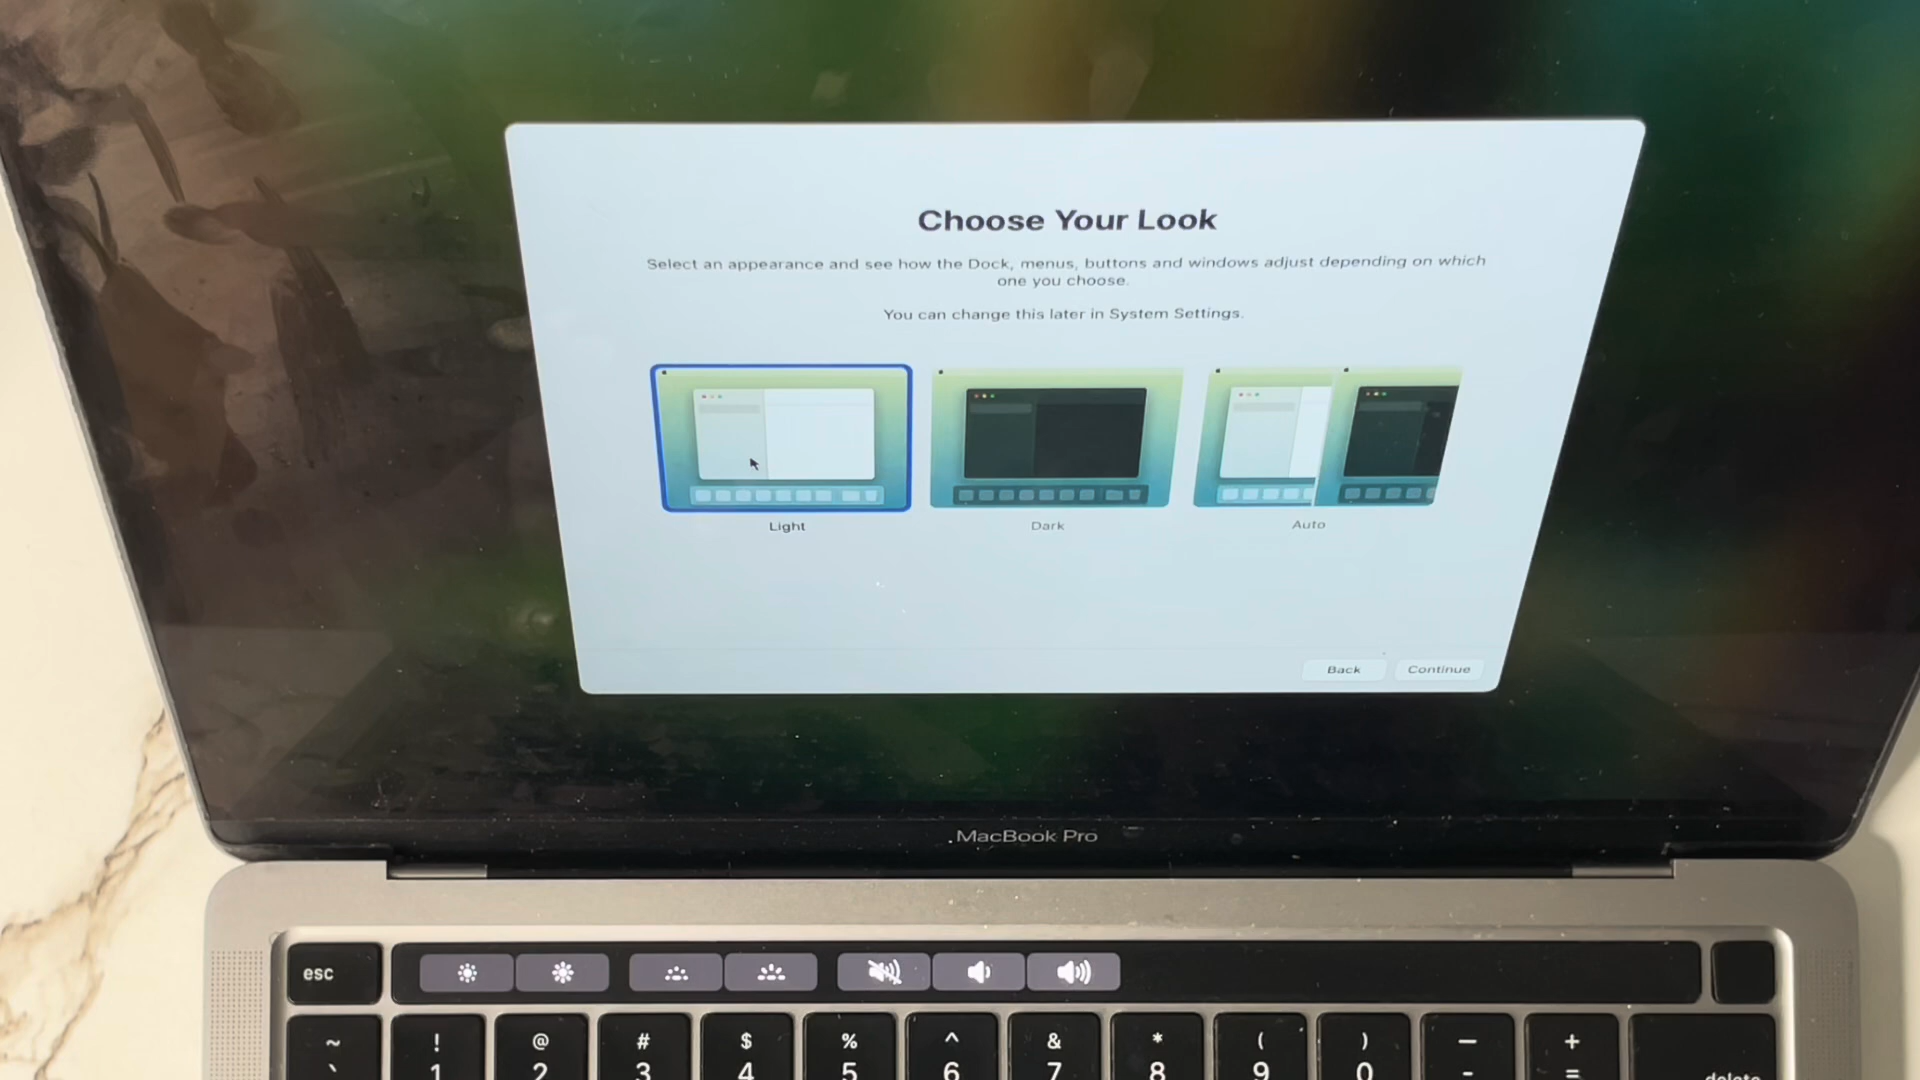 Choose Your Look
Select an appearance and see how the Dock, menus, buttons and windows adjust depending on which
one you choose.
You can change this later in System Settings.
Light Dark Auto
Back Continue
MacBook Pro
esc
~ ! @ # $ % ^ & * ( ) — +
` 1 2 3 4 5 6 7 8 9 0 - =
delete